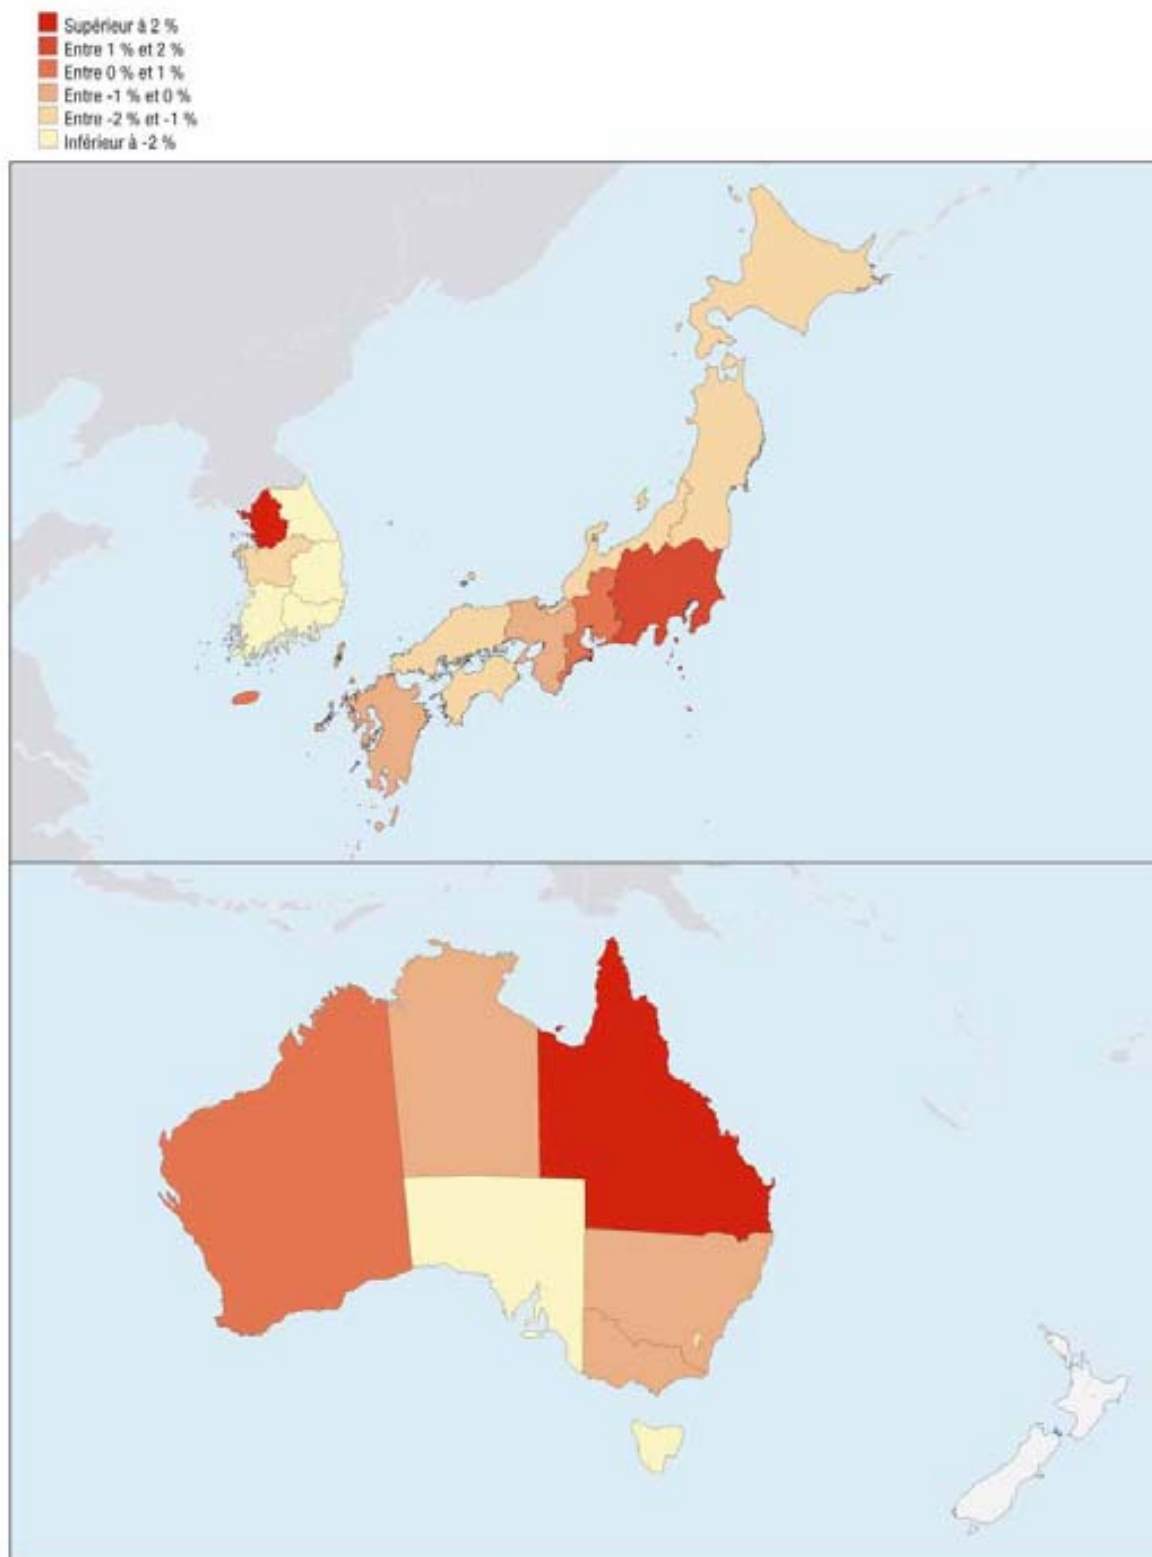 Supérieur à 2 %
Entre 1 % et 2 %
Entre 0 % et 1 %
Entre -1 % et 0 %
Entre -2 % et -1 %
Inférieur à -2 %